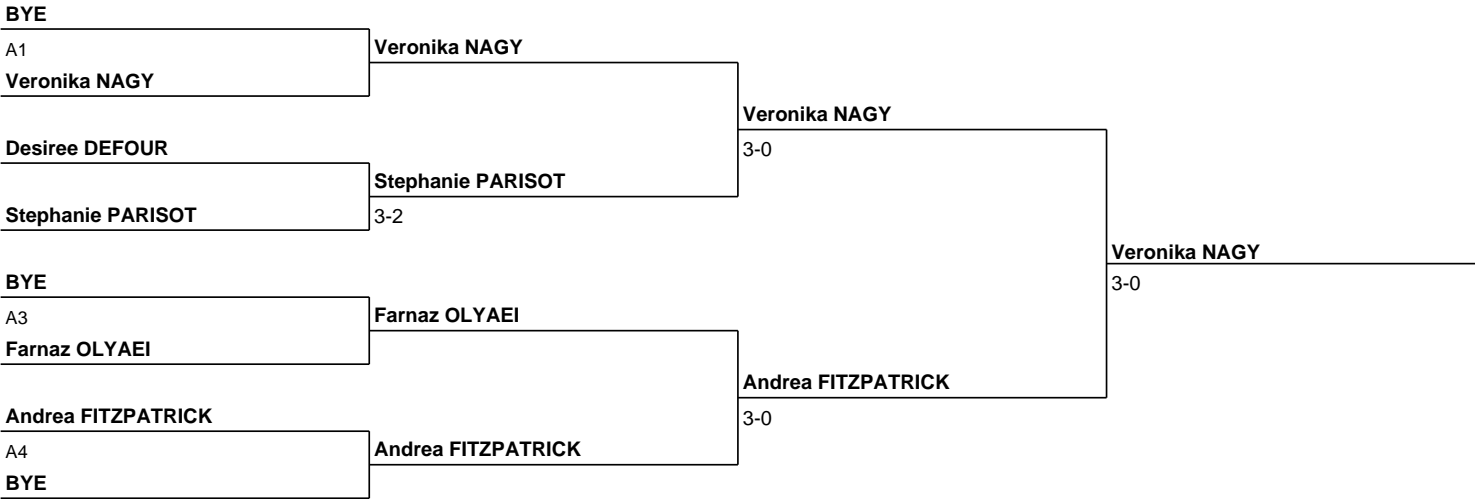 BYE
A1
Veronika NAGY
Veronika NAGY
Desiree DEFOUR
Stephanie PARISOT
Stephanie PARISOT
3-2
Veronika NAGY
3-0
BYE
A3
Farnaz OLYAEI
Farnaz OLYAEI
Andrea FITZPATRICK
A4
BYE
Andrea FITZPATRICK
Andrea FITZPATRICK
3-0
Veronika NAGY
3-0